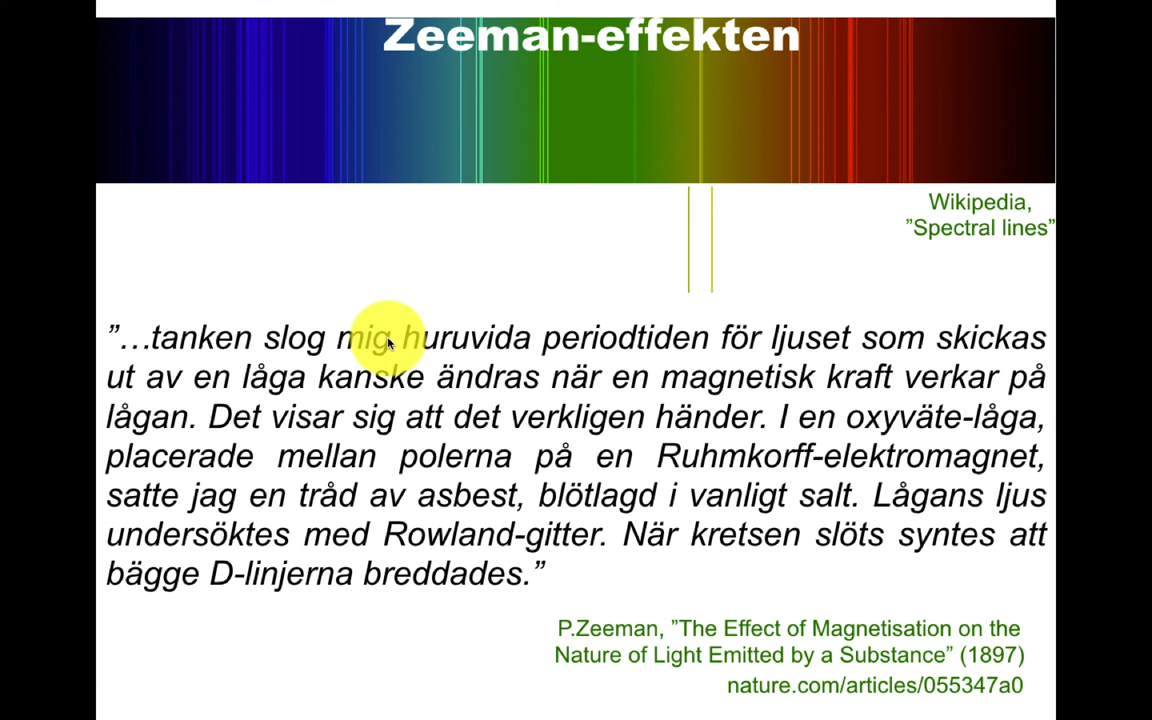 Zeeman-effekten
Wikipedia,
”Spectral lines”
”…tanken slog mig huruvida periodtiden för ljuset som skickas
ut av en låga kanske ändras när en magnetisk kraft verkar på
lågan. Det visar sig att det verkligen händer. I en oxyväte-låga,
placerade mellan polerna på en Ruhmkorff-elektromagnet,
satte jag en tråd av asbest, blötlagd i vanligt salt. Lågans ljus
undersöktes med Rowland-gitter. När kretsen slöts syntes att
bägge D-linjerna breddades.”
P.Zeeman, ”The Effect of Magnetisation on the
Nature of Light Emitted by a Substance” (1897)
nature.com/articles/055347a0